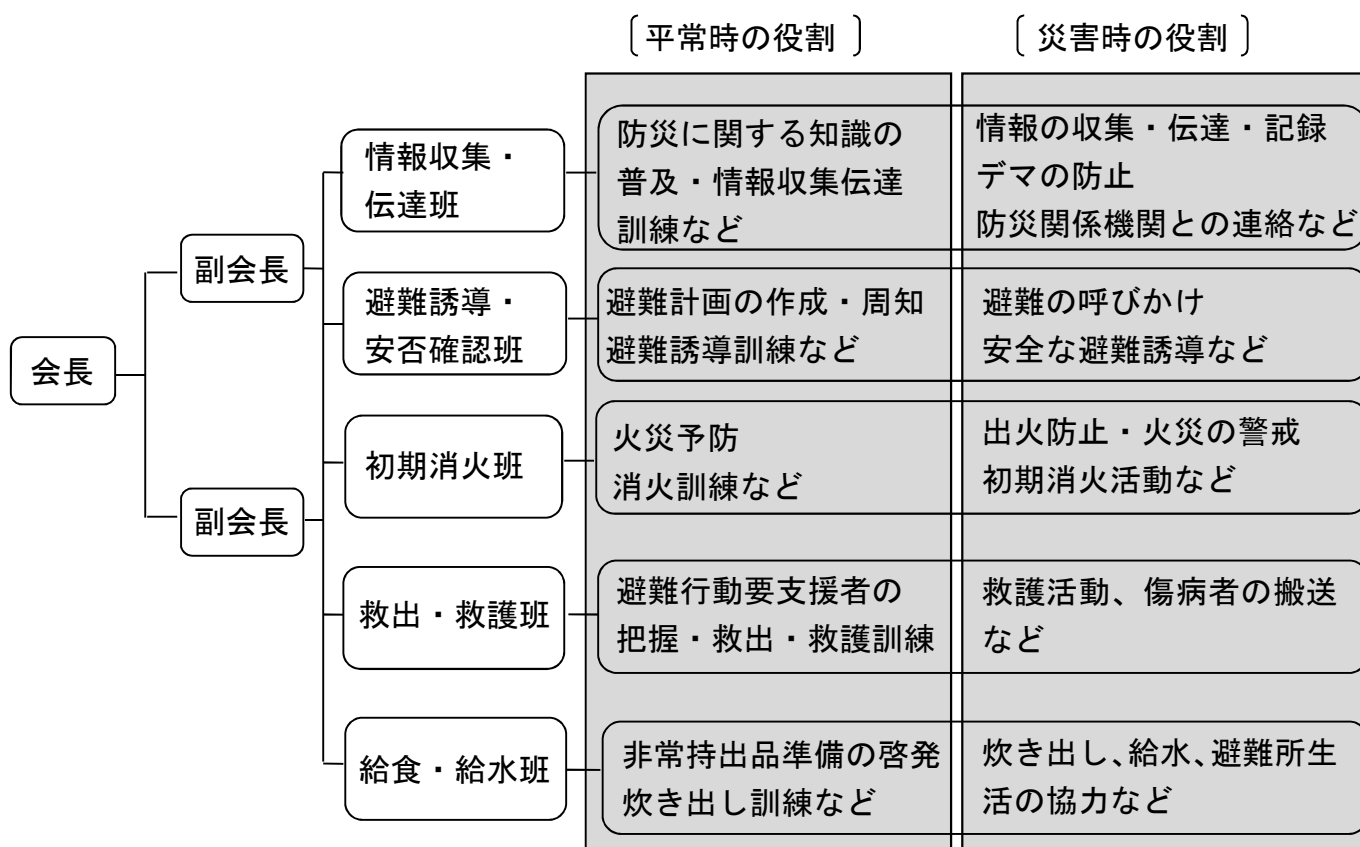 〔平常時の役割〕
〔災害時の役割〕
会長
副会長
副会長
情報収集・
伝達班
防災に関する知識の
普及・情報収集伝達
訓練など
情報の収集・伝達・記録
デマの防止
防災関係機関との連絡など
避難誘導・
安否確認班
避難計画の作成・周知
避難誘導訓練など
避難の呼びかけ
安全な避難誘導など
初期消火班
火災予防
消火訓練など
出火防止・火災の警戒
初期消火活動など
救出・救護班
避難行動要支援者の
把握・救出・救護訓練
救護活動、傷病者の搬送
など
給食・給水班
非常持出品準備の啓発
炊き出し訓練など
炊き出し、給水、避難所生
活の協力など